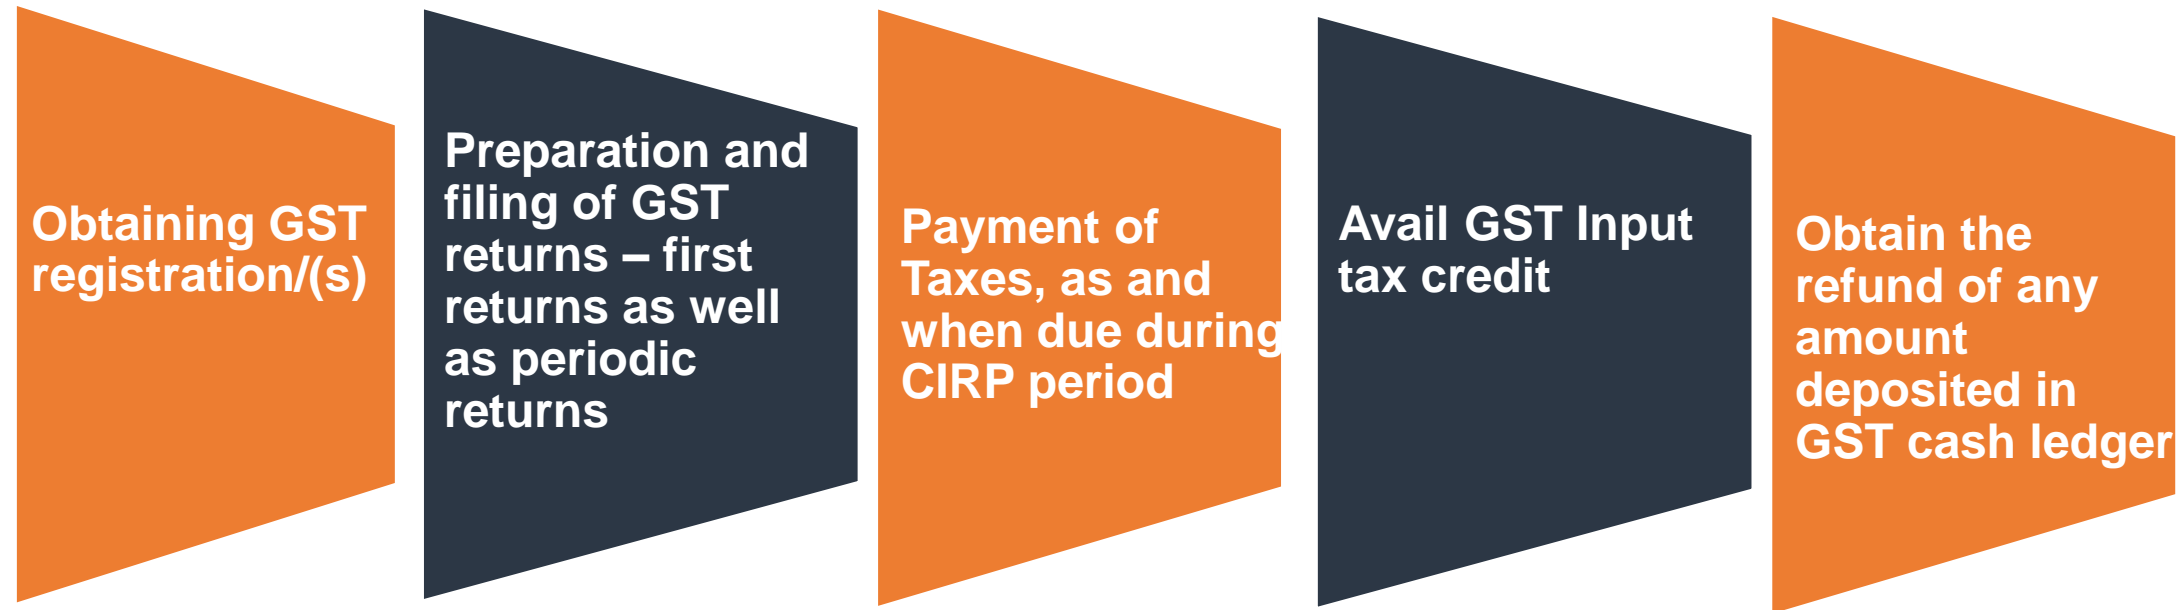 Obtaining GST
registration/(s)
Preparation and
filing of GST
returns – first
returns as well
as periodic
returns
Payment of
Taxes, as and
when due during
CIRP period
Avail GST Input
tax credit
Obtain the
refund of any
amount
deposited in
GST cash ledger